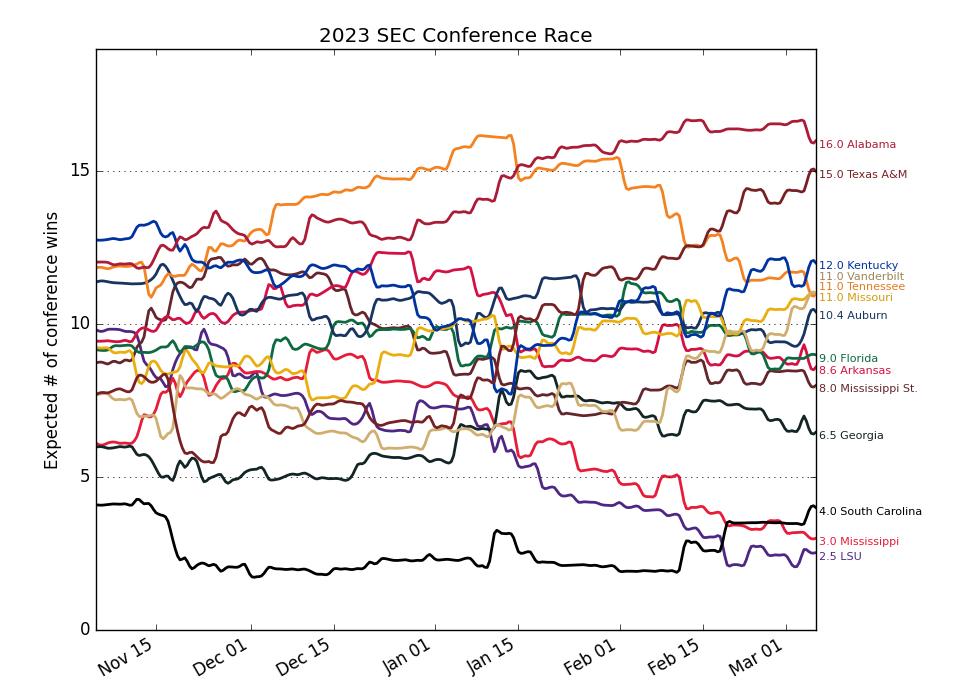 2023 SEC Conference Race
Expected # of conference wins
15
10
5
0
16.0 Alabama
15.0 Texas A&M
12.0 Kentucky
11.0 Vanderbilt
11.0 Tennessee
11.0 Missouri
10.4 Auburn
9.0 Florida
8.6 Arkansas
8.0 Mississippi St.
6.5 Georgia
4.0 South Carolina
3.0 Mississippi
2.5 LSU
Nov 15
Dec 01
Dec 15
Jan 01
Jan 15
Feb 01
Feb 15
Mar 01